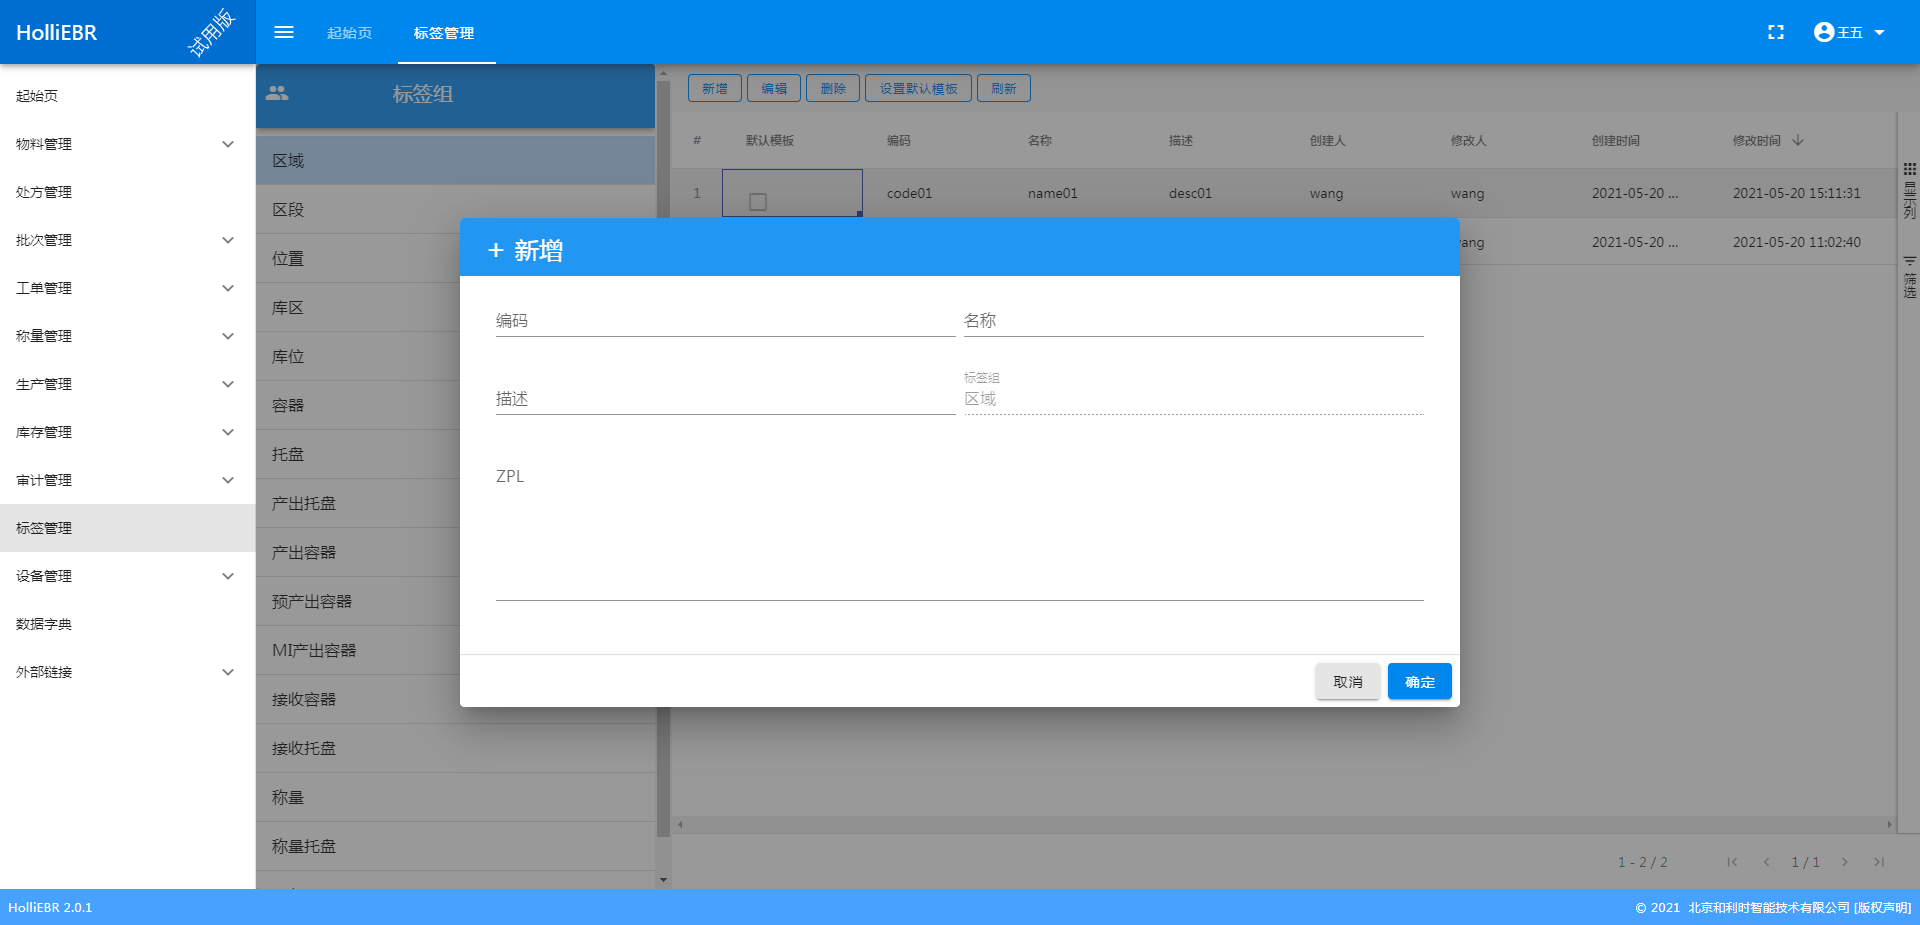 HolliEBR
试用版
起始页
标签管理
王五
起始页
物料管理
处方管理
批次管理
工单管理
称量管理
生产管理
库存管理
审计管理
标签管理
设备管理
数据字典
外部链接
标签组
区域
区段
位置
库区
库位
容器
托盘
产出托盘
产出容器
预产出容器
MI产出容器
接收容器
接收托盘
称量
称量托盘
新增 编辑 删除 设置默认模板 刷新
# 默认模板 编码 名称 描述 创建人 修改人 创建时间 修改时间
1 code01 name01 desc01 wang wang 2021-05-20 ... 2021-05-20 15:11:31
ang 2021-05-20 ... 2021-05-20 11:02:40
显示列
筛选
+ 新增
编码
名称
描述
标签组
区域
ZPL
取消 确定
1 - 2 / 2 1 / 1
HolliEBR 2.0.1
© 2021 北京和利时智能技术有限公司 [版权声明]